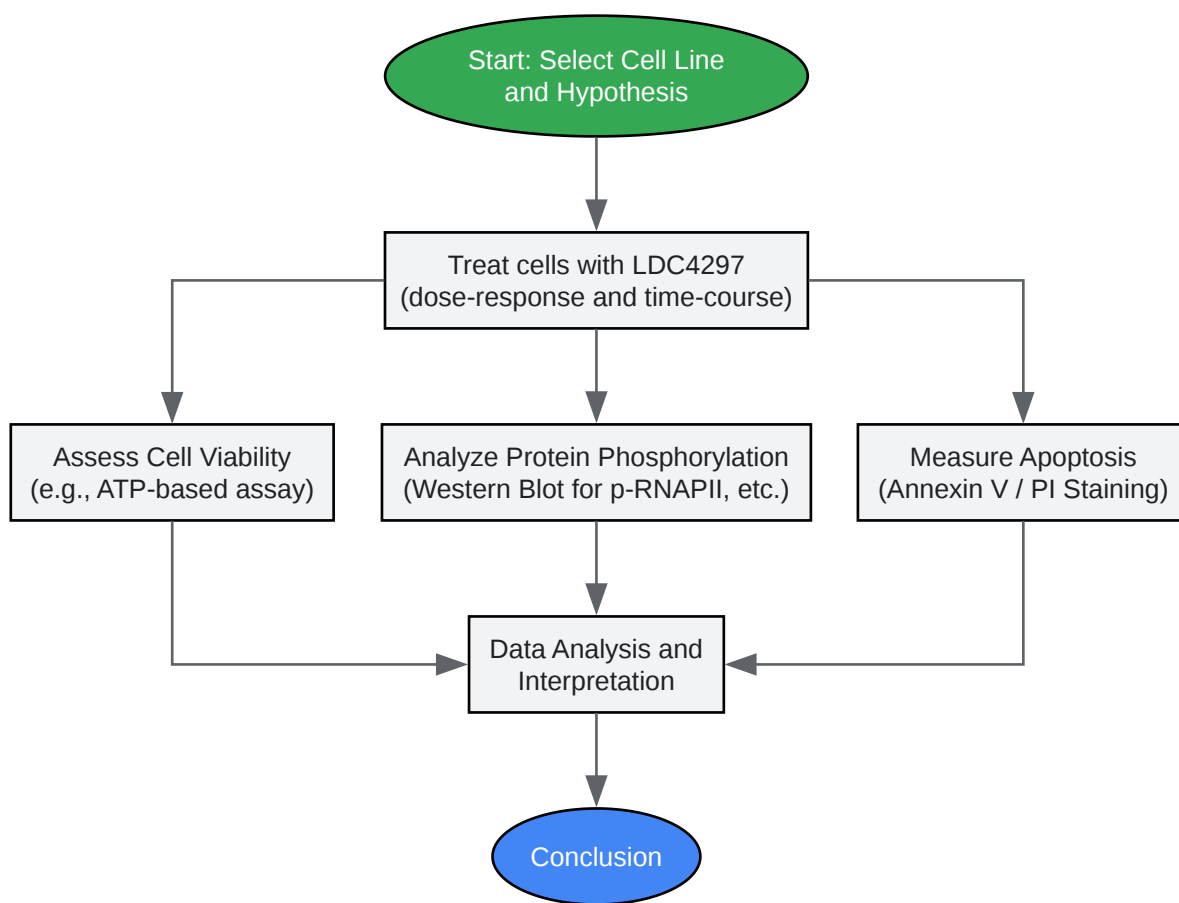 Start: Select Cell Line
and Hypothesis
Treat cells with LDC4297
(dose-response and time-course)
Assess Cell Viability
(e.g., ATP-based assay)
Analyze Protein Phosphorylation
(Western Blot for p-RNAPII, etc.)
Measure Apoptosis
(Annexin V / PI Staining)
Data Analysis and
Interpretation
Conclusion